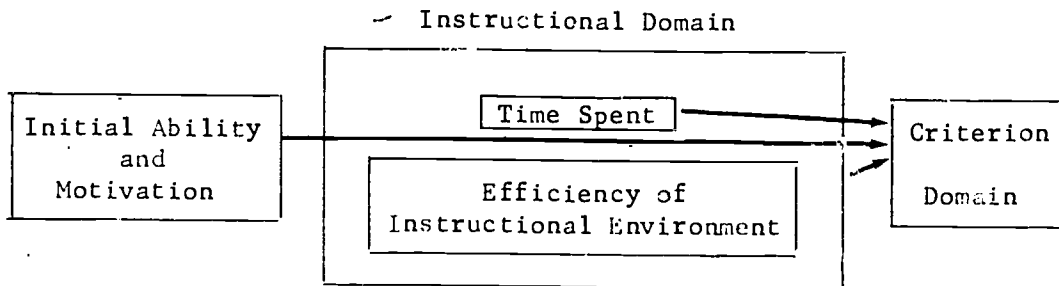 Instructional Domain
Time Spent
Initial Ability
and
Motivation
Efficiency of
Instructional Environment
Criterion
Domain